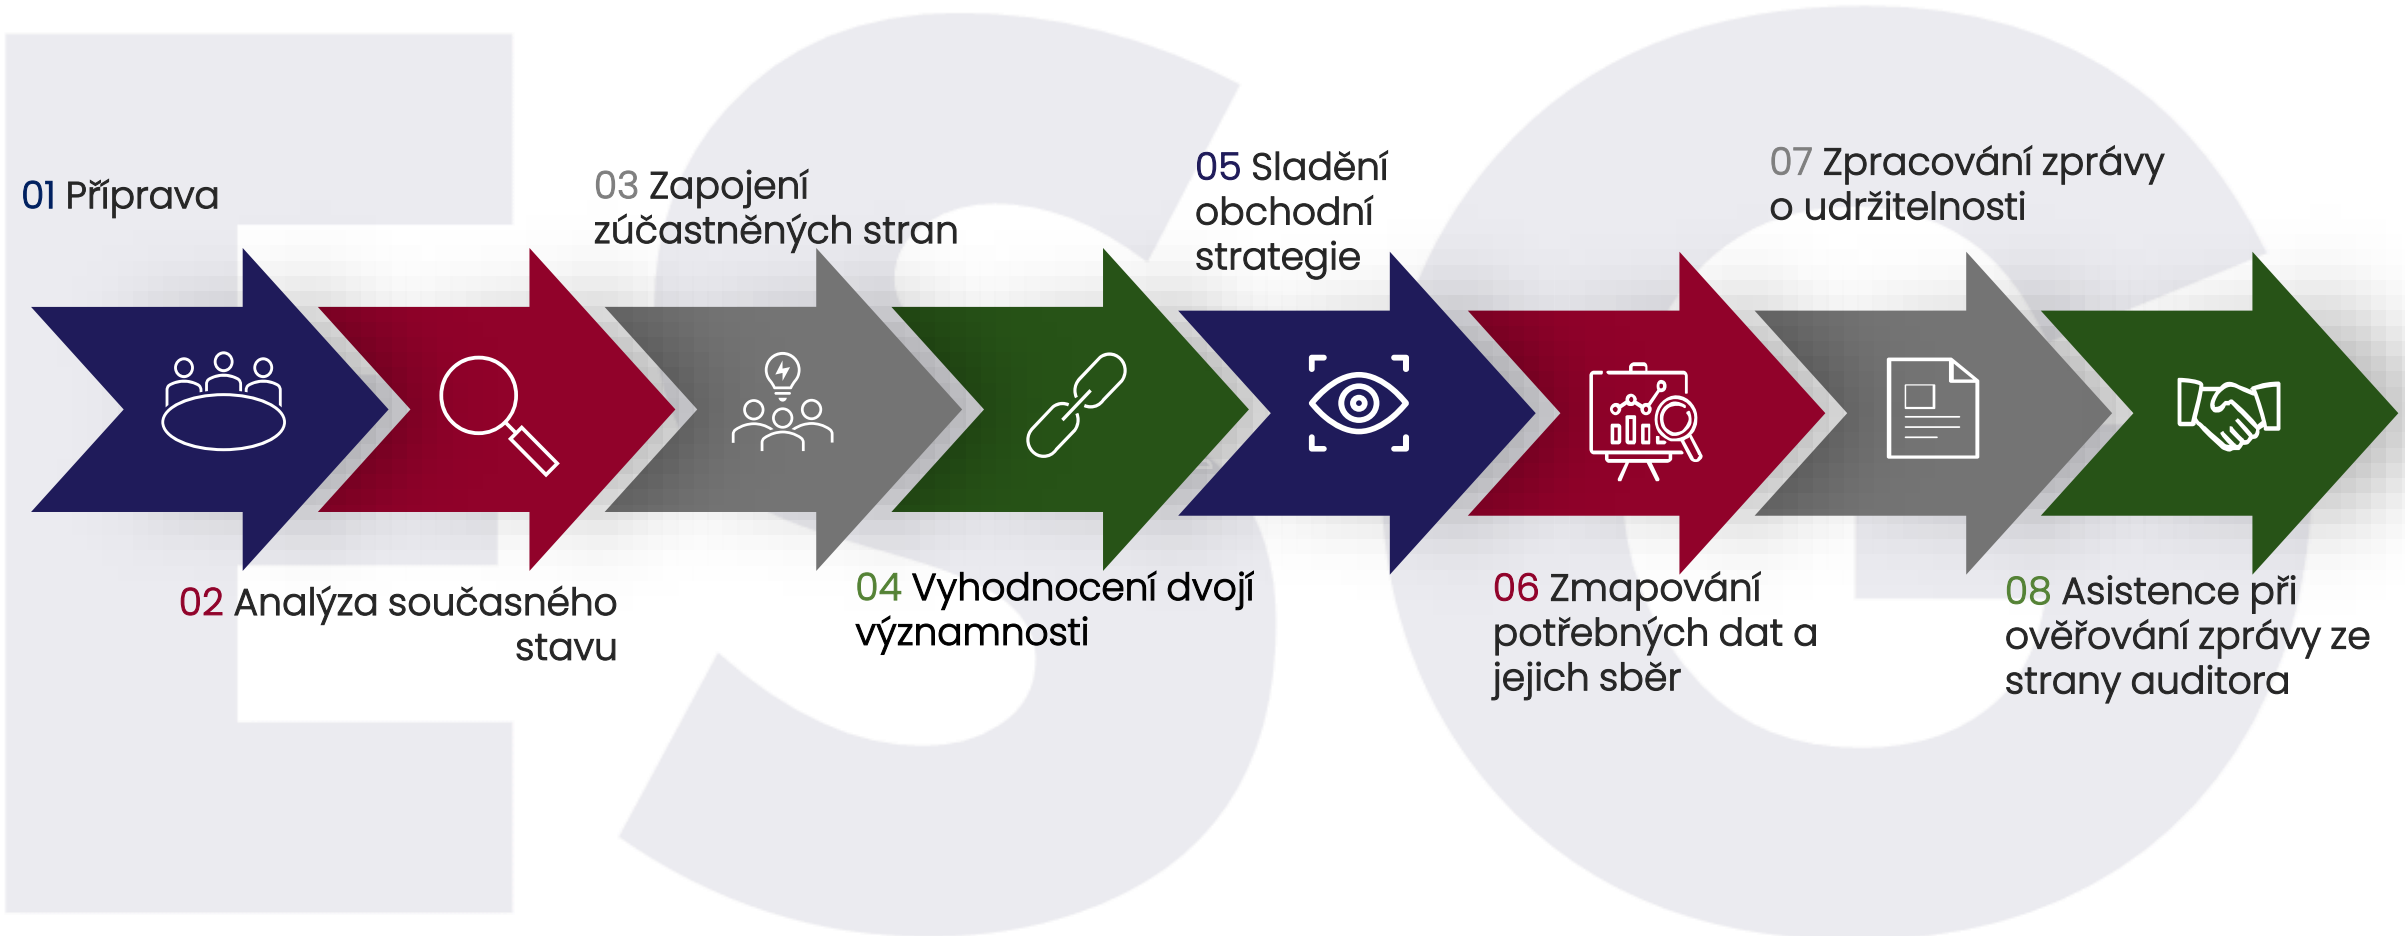 ESG
01 Příprava
02 Analýza současného
stavu
03 Zapojení
zúčastněných stran
04 Vyhodnocení dvojí
významnosti
05 Sladění
obchodní
strategie
06 Zmapování
potřebných dat a
jejich sběr
07 Zpracování zprávy
o udržitelnosti
08 Asistence při
ověřování zprávy ze
strany auditora